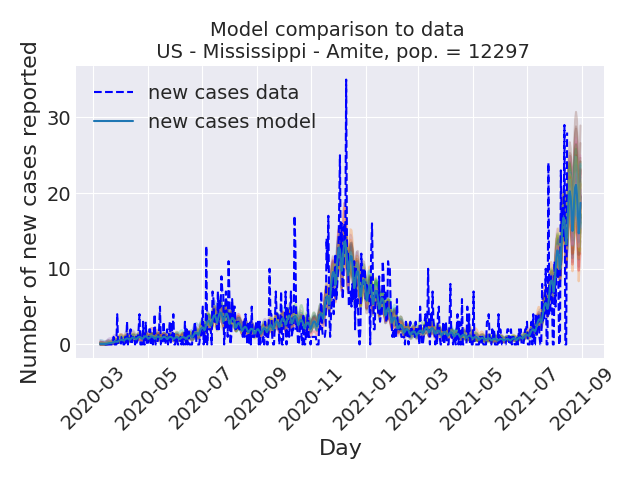 Model comparison to data
US - Mississippi - Amite, pop. = 12297
Number of new cases reported
new cases data
new cases model
30
20
10
0
2020-03
2020-05
2020-07
2020-09
2020-11
2021-01
2021-03
2021-05
2021-07
2021-09
Day